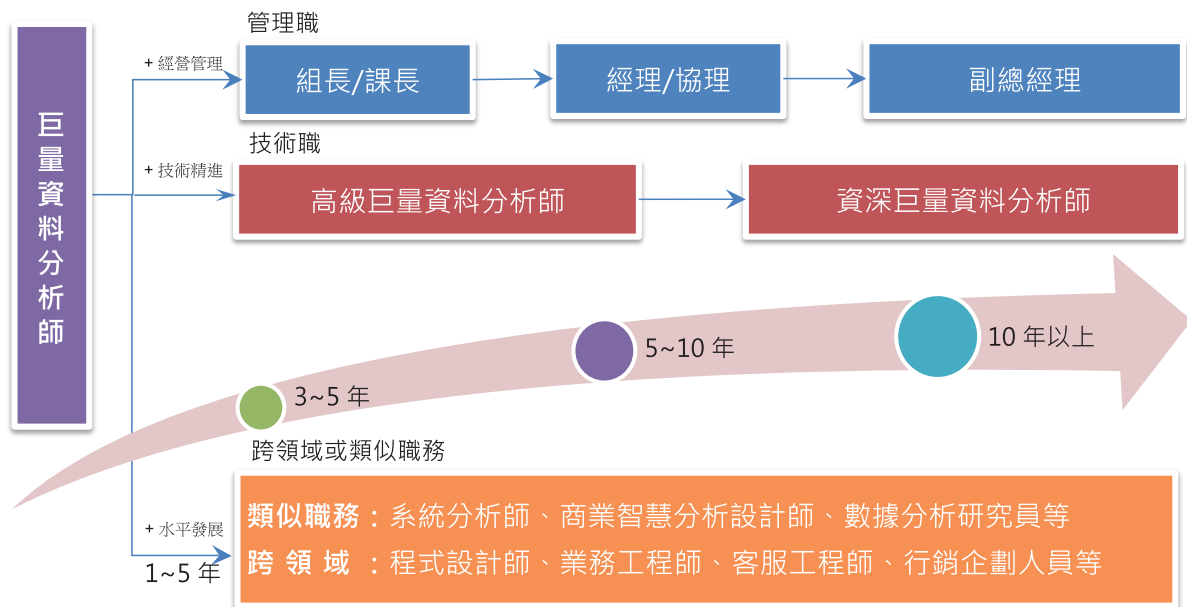 巨量資料分析師
管理職
+ 經營管理
組長/課長
經理/協理
副總經理
技術職
+ 技術精進
高級巨量資料分析師
資深巨量資料分析師
3~5 年
5~10 年
10 年以上
跨領域或類似職務
+ 水平發展
1~5 年
類似職務：系統分析師、商業智慧分析設計師、數據分析研究員等
跨 領 域 ：程式設計師、業務工程師、客服工程師、行銷企劃人員等